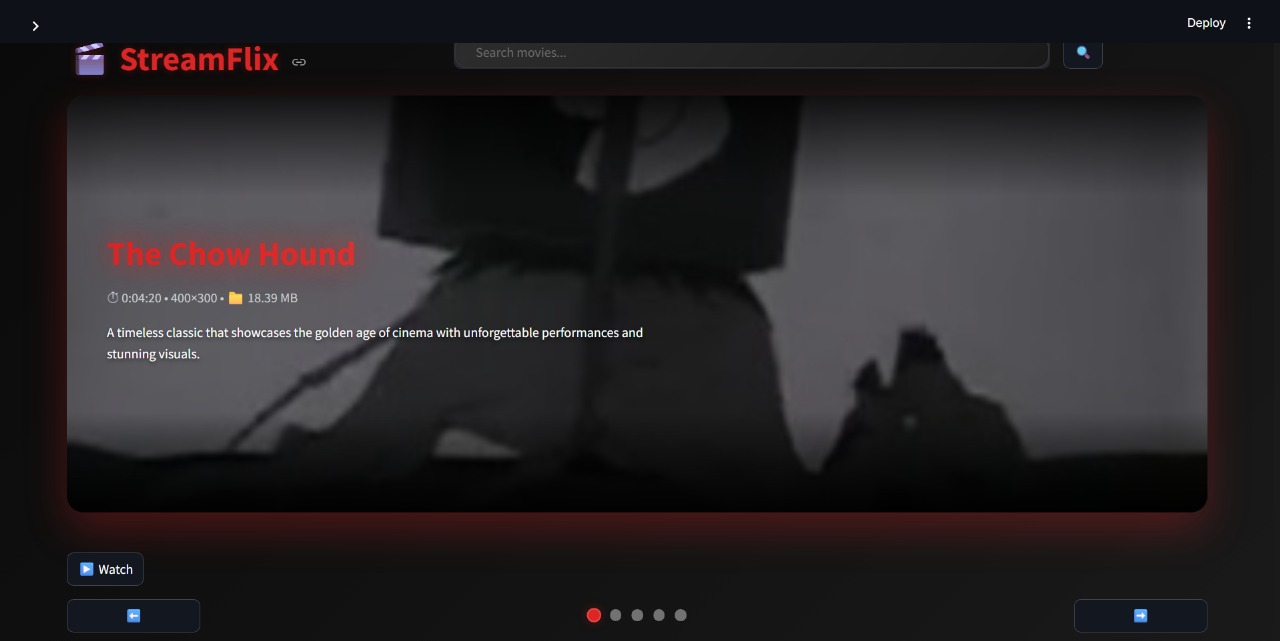 Deploy
StreamFlix
Search movies...
The Chow Hound
0:04:20 • 400×300 • 18.39 MB
A timeless classic that showcases the golden age of cinema with unforgettable performances and
stunning visuals.
Watch